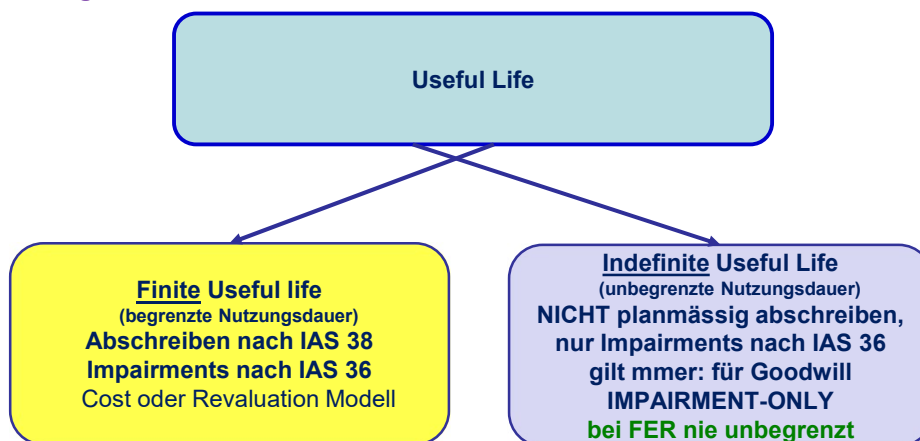 Useful Life
Finite Useful life
(begrenzte Nutzungsdauer)
Abschreiben nach IAS 38
Impairments nach IAS 36
Cost oder Revaluation Modell
Indefinite Useful Life
(unbegrenzte Nutzungsdauer)
NICHT planmässig abschreiben,
nur Impairments nach IAS 36
gilt mmer: für Goodwill
IMPAIRMENT-ONLY
bei FER nie unbegrenzt